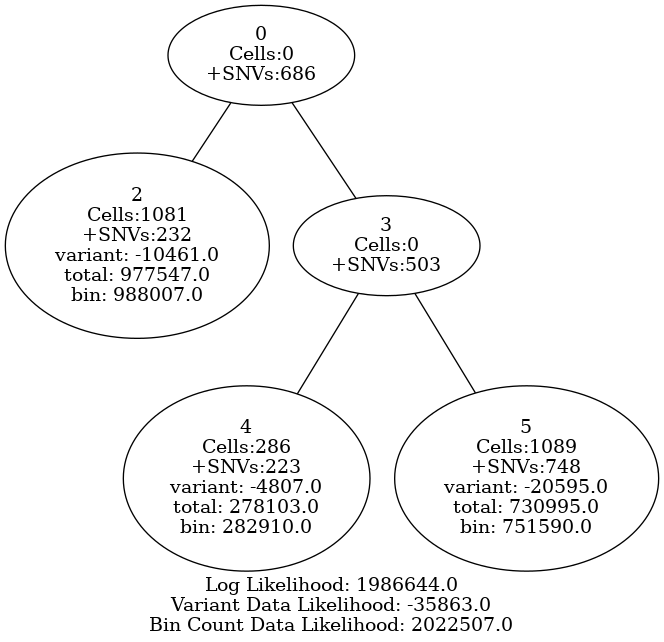 0
Cells:0
+SNVs:686
2
Cells:1081
+SNVs:232
variant: -10461.0
total: 977547.0
bin: 988007.0
3
Cells:0
+SNVs:503
4
Cells:286
+SNVs:223
variant: -4807.0
total: 278103.0
bin: 282910.0
5
Cells:1089
+SNVs:748
variant: -20595.0
total: 730995.0
bin: 751590.0
Log Likelihood: 1986644.0
Variant Data Likelihood: -35863.0
Bin Count Data Likelihood: 2022507.0